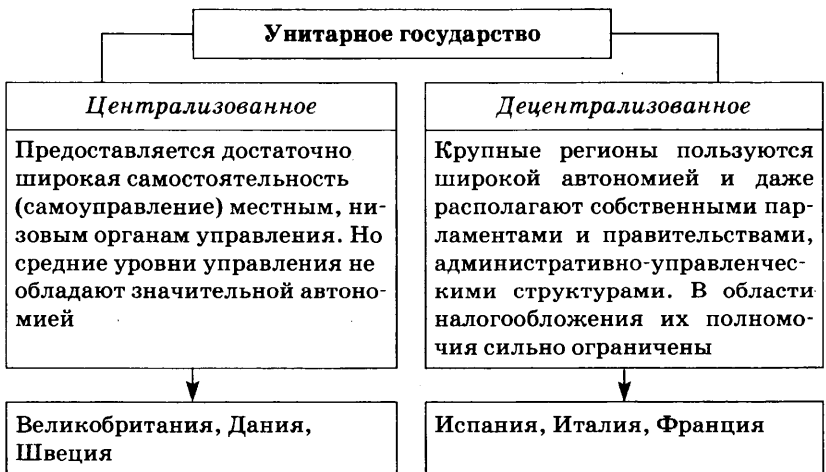 Унитарное государство
Централизованное
Предоставляется достаточно
широкая самостоятельность
(самоуправление) местным, ни-
зовым органам управления. Но
средние уровни управления не
обладают значительной автоно-
мией
Великобритания, Дания,
Швеция
Децентрализованное
Крупные регионы пользуются
широкой автономией и даже
располагают собственными пар-
ламентами и правительствами,
административно-управленчес-
кими структурами. В области
налогообложения их полномо-
чия сильно ограничены
Испания, Италия, Франция